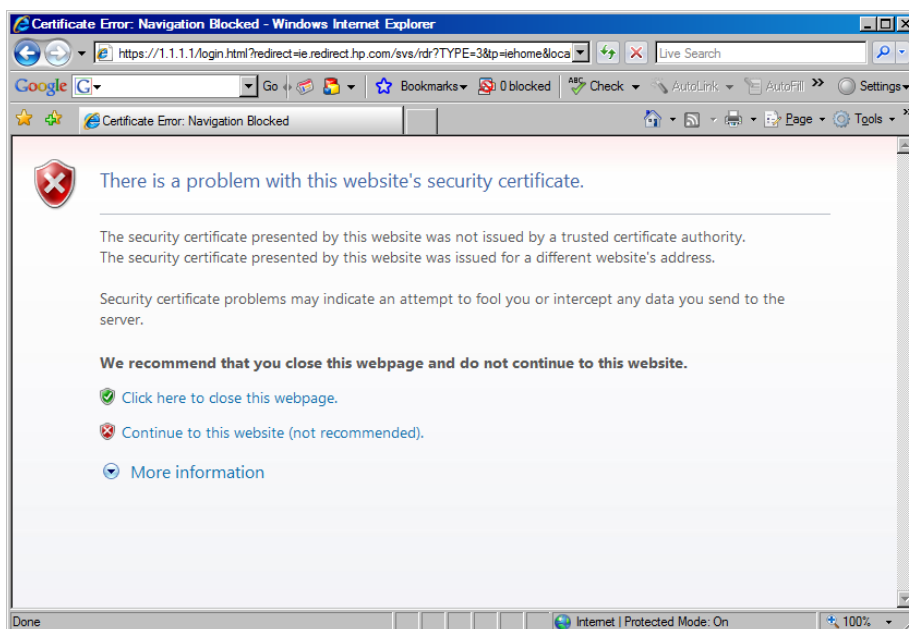 Certificate Error: Navigation Blocked - Windows Internet Explorer
https://1.1.1.1/login.html?redirect=ie.redirect.hp.com/svs/rdr?TYPE=3&tp=iehome&loca
Live Search
Google G Go Bookmarks 0 blocked ABC Check AutoLink AutoFill >> Settings
Certificate Error: Navigation Blocked Page Tools »
There is a problem with this website's security certificate.
The security certificate presented by this website was not issued by a trusted certificate authority.
The security certificate presented by this website was issued for a different website's address.
Security certificate problems may indicate an attempt to fool you or intercept any data you send to the
server.
We recommend that you close this webpage and do not continue to this website.
Click here to close this webpage.
Continue to this website (not recommended).
More information
Done Internet | Protected Mode: On 100%